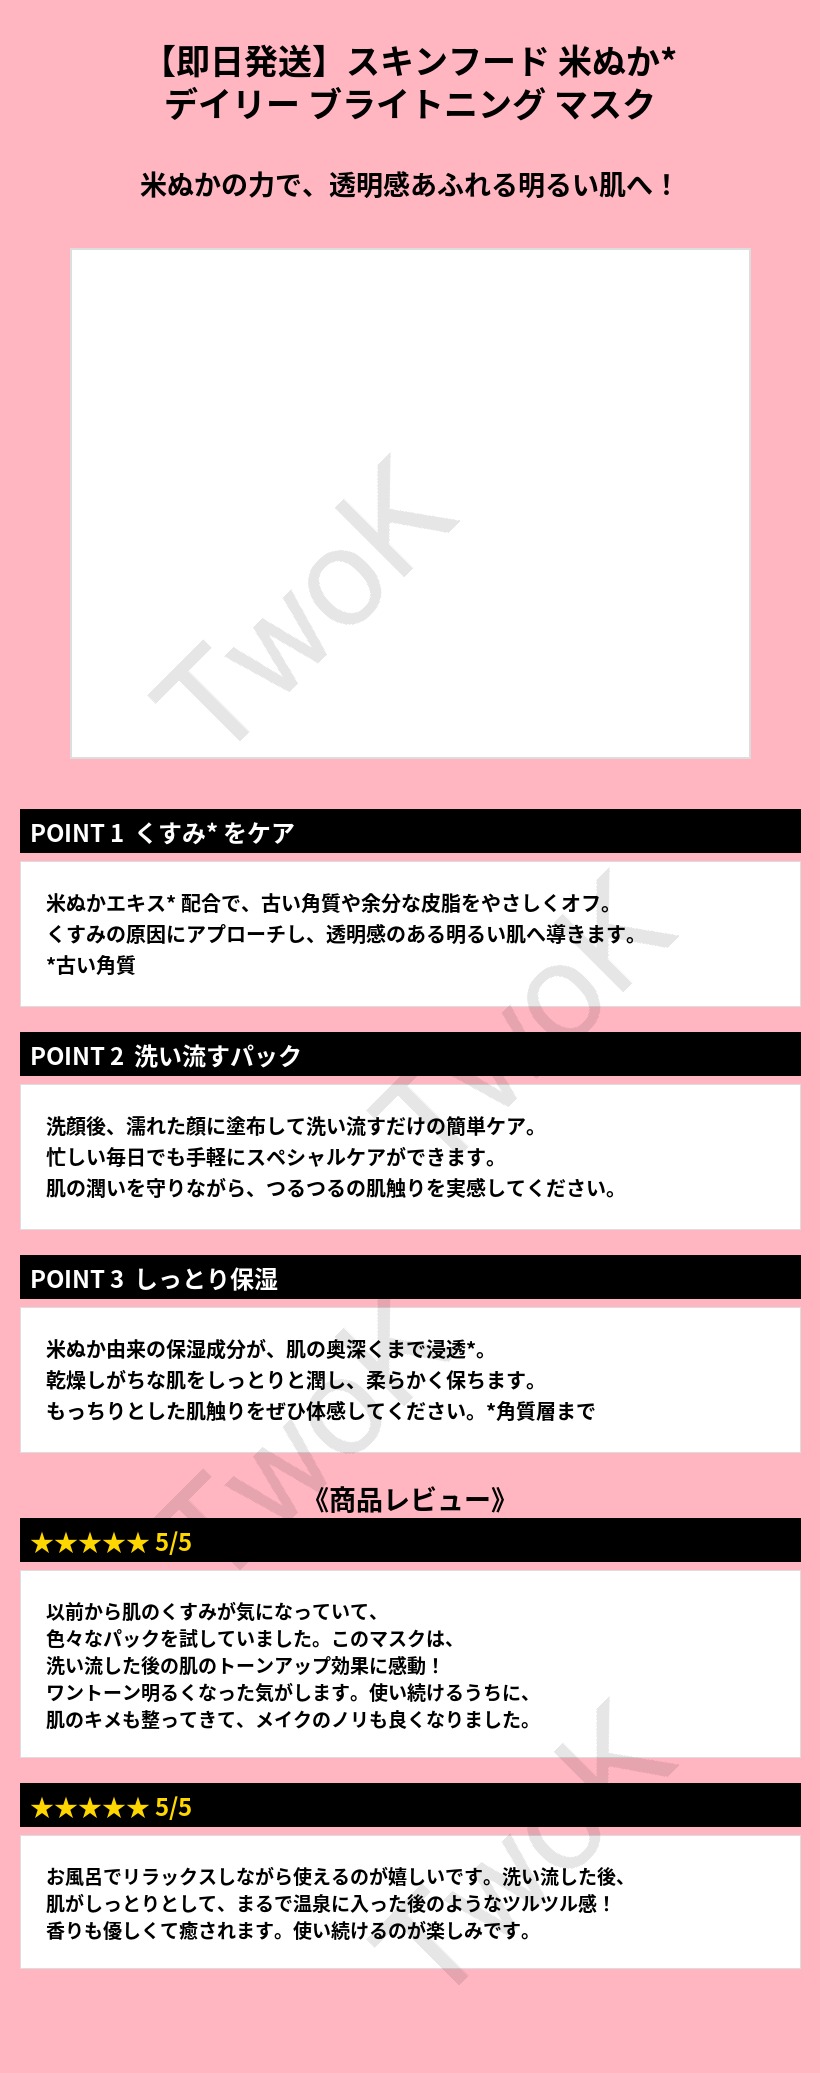 【即日発送】スキンフード 米ぬか*
デイリー ブライトニング マスク
米ぬかの力で、透明感あふれる明るい肌へ！
TwoK
POINT 1 くすみ* をケア
米ぬかエキス* 配合で、古い角質や余分な皮脂をやさしくオフ。
くすみの原因にアプローチし、透明感のある明るい肌へ導きます。
*古い角質
TwoK
POINT 2 洗い流すパック
洗顔後、濡れた顔に塗布して洗い流すだけの簡単ケア。
忙しい毎日でも手軽にスペシャルケアができます。
肌の潤いを守りながら、つるつるの肌触りを実感してください。
POINT 3 しっとり保湿
米ぬか由来の保湿成分が、肌の奥深くまで浸透*。
乾燥しがちな肌をしっとりと潤し、柔らかく保ちます。
もっちりとした肌触りをぜひ体感してください。*角質層まで
TwoK
《商品レビュー》
★★★★★ 5/5
以前から肌のくすみが気になっていて、
色々なパックを試していました。このマスクは、
洗い流した後の肌のトーンアップ効果に感動！
ワントーン明るくなった気がします。使い続けるうちに、
肌のキメも整ってきて、メイクのノリも良くなりました。
TwoK
★★★★★ 5/5
お風呂でリラックスしながら使えるのが嬉しいです。洗い流した後、
肌がしっとりとして、まるで温泉に入った後のようなツルツル感！
香りも優しくて癒されます。使い続けるのが楽しみです。